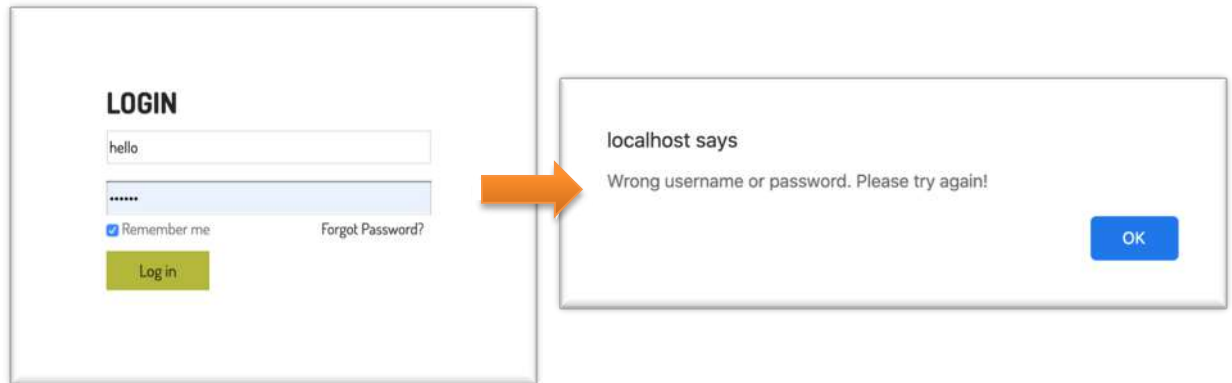 LOGIN
hello
••••••
Remember me
Forgot Password?
Log in
localhost says
Wrong username or password. Please try again!
OK